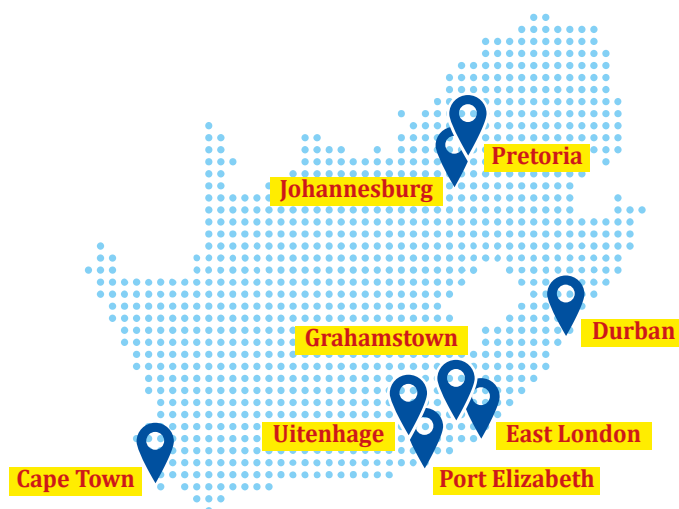 Pretoria
Johannesburg
Durban
Grahamstown
Uitenhage
East London
Cape Town
Port Elizabeth